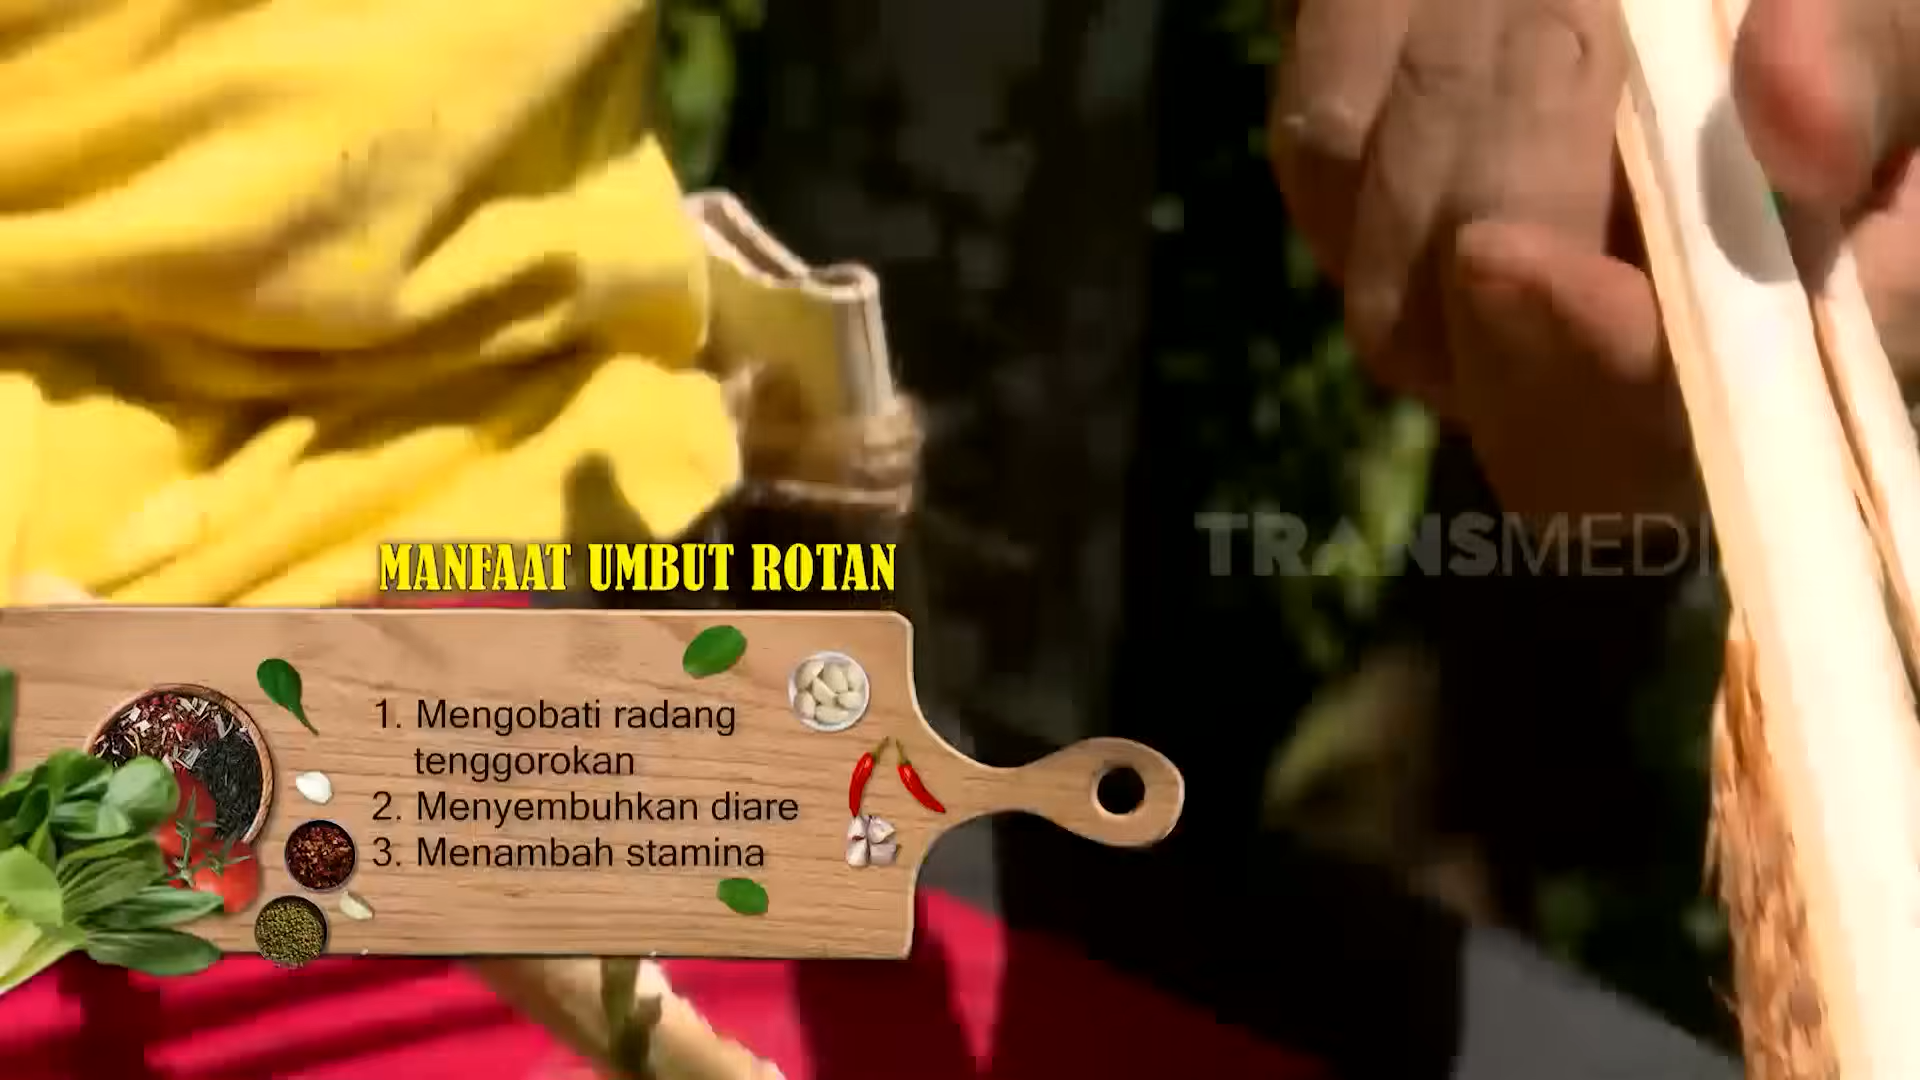 MANFAAT UMBUT ROTAN
1. Mengobati radang
tenggorokan
2. Menyembuhkan diare
3. Menambah stamina
TRANSMEDI